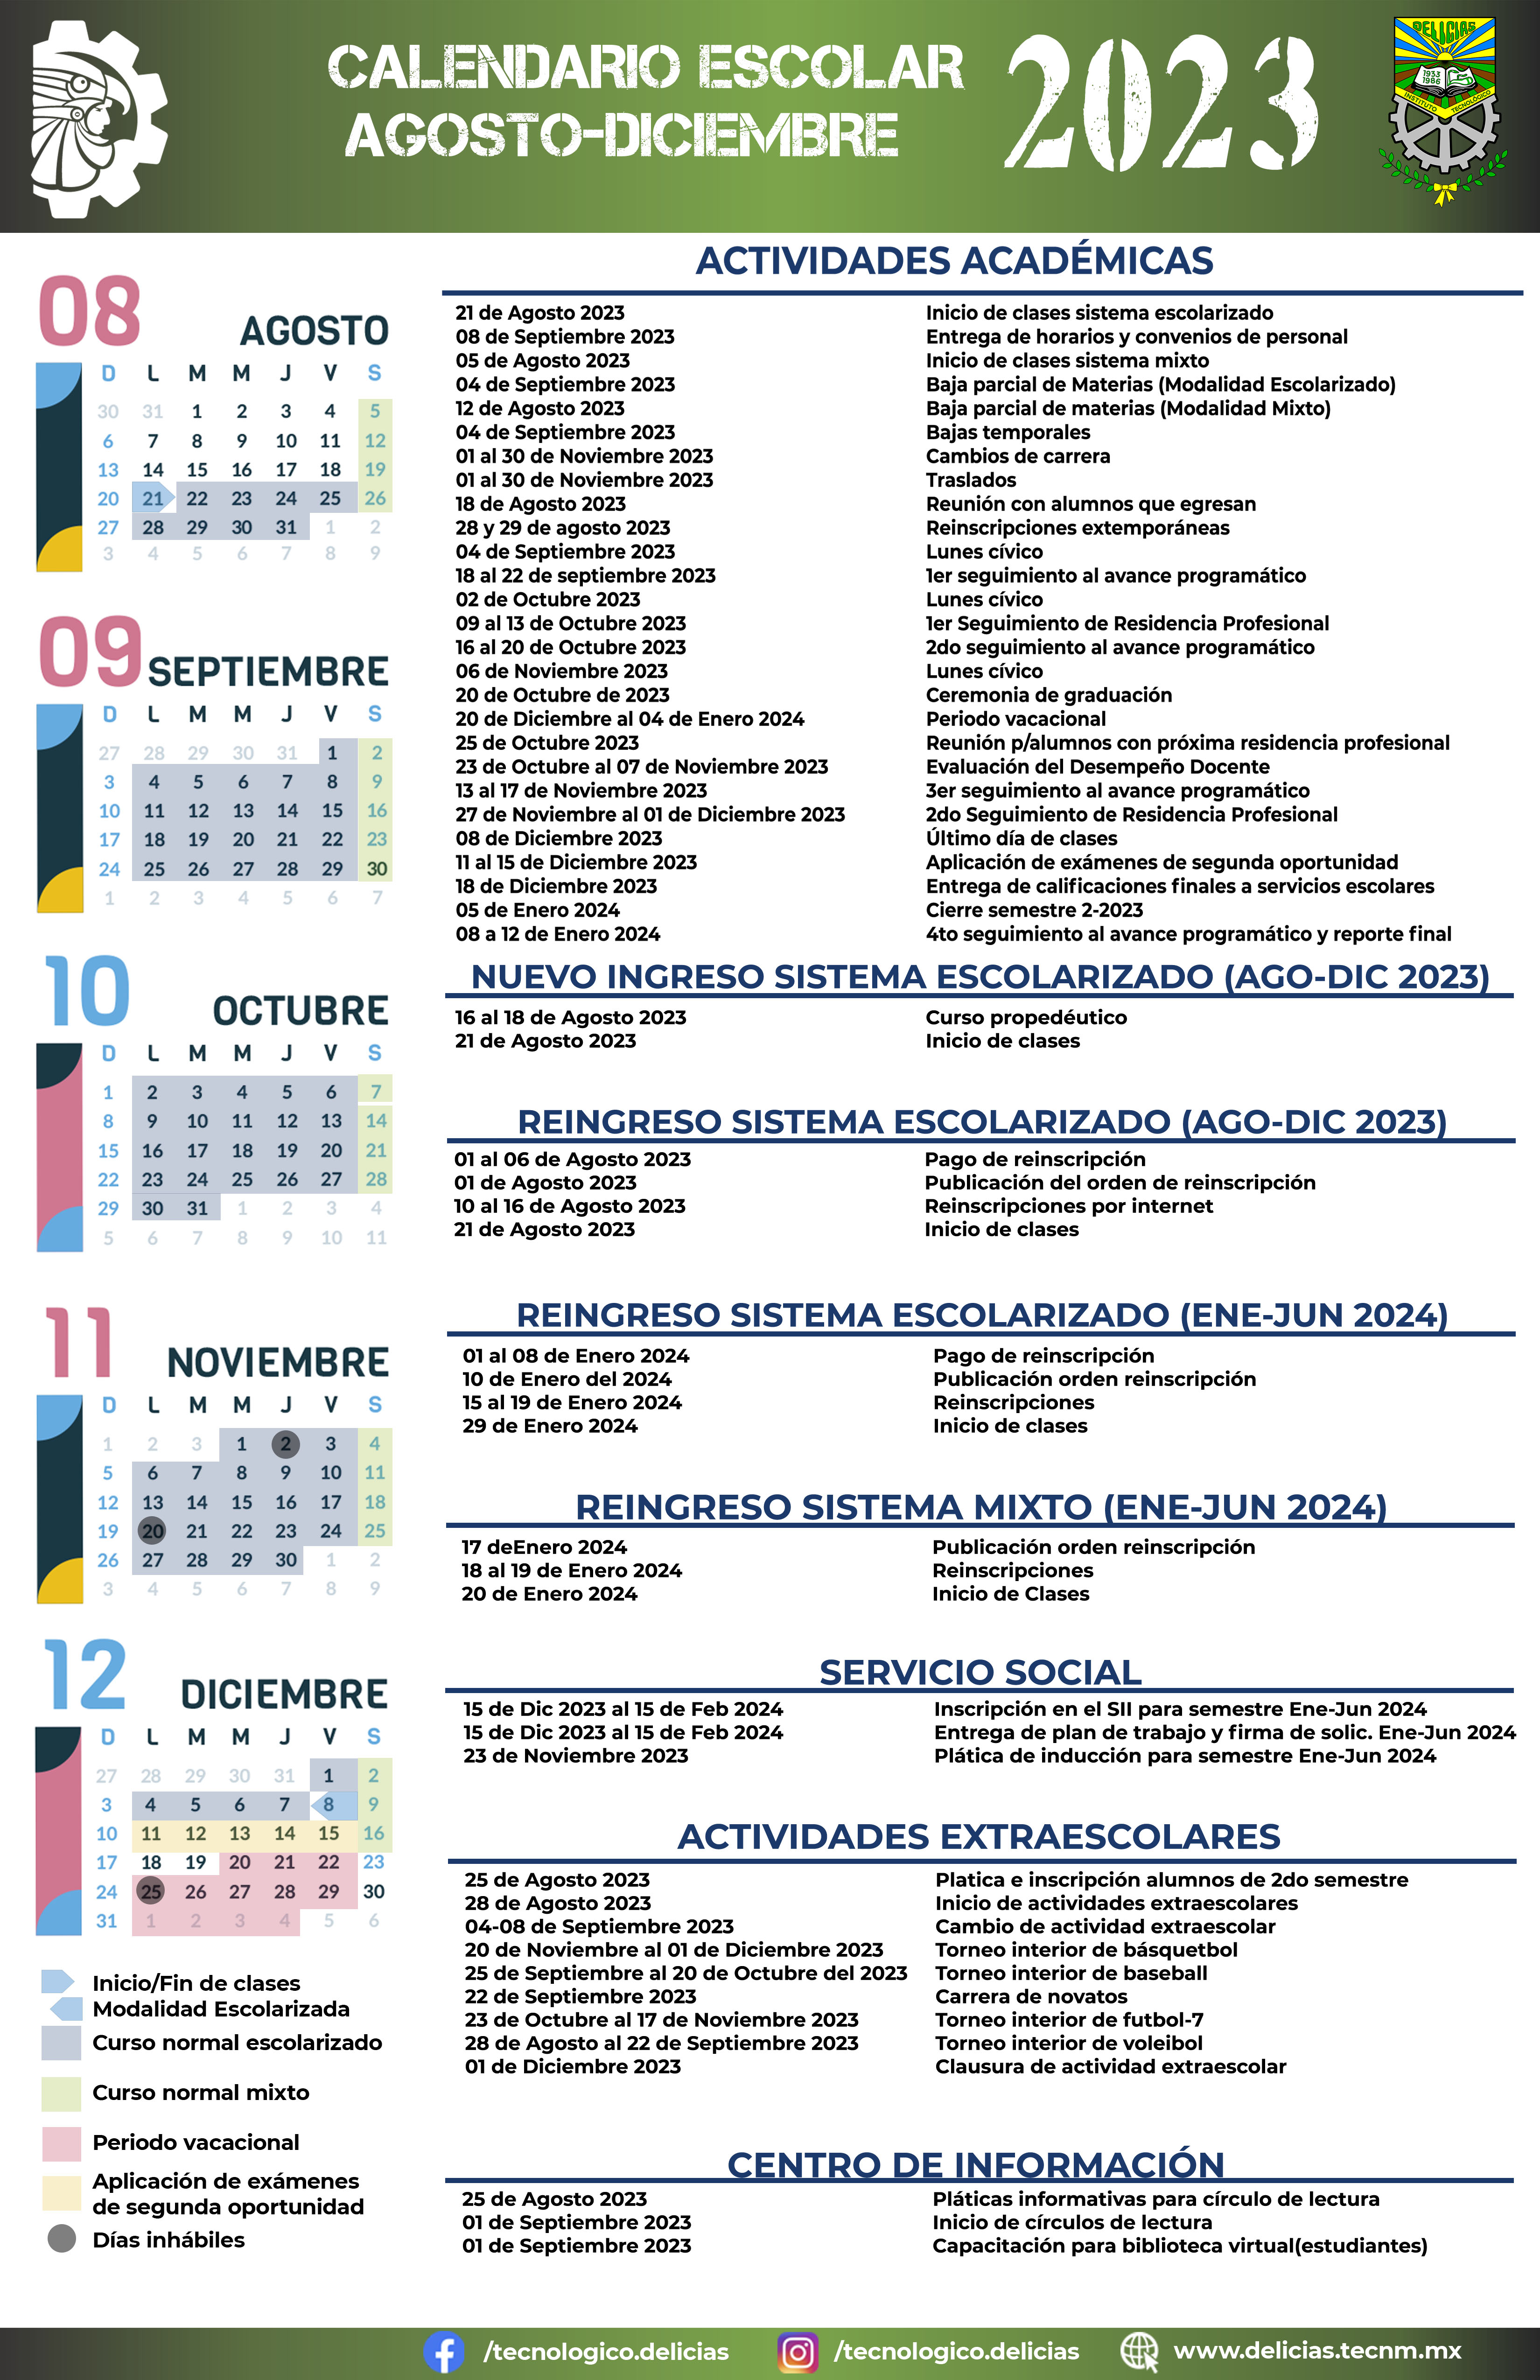 CALENDARIO ESCOLAR
AGOSTO-DICIEMBRE
2023
DELICIAS
1933
1986
INSTITUTO TECNOLOGICO
08
AGOSTO
D L M M J V S
30 31 1 2 3 4 5
6 7 8 9 10 11 12
13 14 15 16 17 18 19
20 21 22 23 24 25 26
27 28 29 30 31 1 2
3 4 5 6 7 8 9
09
SEPTIEMBRE
D L M M J V S
27 28 29 30 31 1 2
3 4 5 6 7 8 9
10 11 12 13 14 15 16
17 18 19 20 21 22 23
24 25 26 27 28 29 30
1 2 3 4 5 6 7
10
OCTUBRE
D L M M J V S
1 2 3 4 5 6 7
8 9 10 11 12 13 14
15 16 17 18 19 20 21
22 23 24 25 26 27 28
29 30 31 1 2 3 4
5 6 7 8 9 10 11
11
NOVIEMBRE
D L M M J V S
1 2 3 1 2 3 4
5 6 7 8 9 10 11
12 13 14 15 16 17 18
19 20 21 22 23 24 25
26 27 28 29 30 1 2
3 4 5 6 7 8 9
12
DICIEMBRE
D L M M J V S
27 28 29 30 31 1 2
3 4 5 6 7 8 9
10 11 12 13 14 15 16
17 18 19 20 21 22 23
24 25 26 27 28 29 30
31 1 2 3 4 5 6
Inicio/Fin de clases
Modalidad Escolarizada
Curso normal escolarizado
Curso normal mixto
Periodo vacacional
Aplicación de exámenes
de segunda oportunidad
Días inhábiles
ACTIVIDADES ACADÉMICAS
21 de Agosto 2023 Inicio de clases sistema escolarizado
08 de Septiembre 2023 Entrega de horarios y convenios de personal
05 de Agosto 2023 Inicio de clases sistema mixto
04 de Septiembre 2023 Baja parcial de Materias (Modalidad Escolarizado)
12 de Agosto 2023 Baja parcial de materias (Modalidad Mixto)
04 de Septiembre 2023 Bajas temporales
01 al 30 de Noviembre 2023 Cambios de carrera
01 al 30 de Noviembre 2023 Traslados
18 de Agosto 2023 Reunión con alumnos que egresan
28 y 29 de agosto 2023 Reinscripciones extemporáneas
04 de Septiembre 2023 Lunes cívico
18 al 22 de septiembre 2023 1er seguimiento al avance programático
02 de Octubre 2023 Lunes cívico
09 al 13 de Octubre 2023 1er Seguimiento de Residencia Profesional
16 al 20 de Octubre 2023 2do seguimiento al avance programático
06 de Noviembre 2023 Lunes cívico
20 de Octubre de 2023 Ceremonia de graduación
20 de Diciembre al 04 de Enero 2024 Periodo vacacional
25 de Octubre 2023 Reunión p/alumnos con próxima residencia profesional
23 de Octubre al 07 de Noviembre 2023 Evaluación del Desempeño Docente
13 al 17 de Noviembre 2023 3er seguimiento al avance programático
27 de Noviembre al 01 de Diciembre 2023 2do Seguimiento de Residencia Profesional
08 de Diciembre 2023 Último día de clases
11 al 15 de Diciembre 2023 Aplicación de exámenes de segunda oportunidad
18 de Diciembre 2023 Entrega de calificaciones finales a servicios escolares
05 de Enero 2024 Cierre semestre 2-2023
08 a 12 de Enero 2024 4to seguimiento al avance programático y reporte final
NUEVO INGRESO SISTEMA ESCOLARIZADO (AGO-DIC 2023)
16 al 18 de Agosto 2023 Curso propedéutico
21 de Agosto 2023 Inicio de clases
REINGRESO SISTEMA ESCOLARIZADO (AGO-DIC 2023)
01 al 06 de Agosto 2023 Pago de reinscripción
01 de Agosto 2023 Publicación del orden de reinscripción
10 al 16 de Agosto 2023 Reinscripciones por internet
21 de Agosto 2023 Inicio de clases
REINGRESO SISTEMA ESCOLARIZADO (ENE-JUN 2024)
01 al 08 de Enero 2024 Pago de reinscripción
10 de Enero del 2024 Publicación orden reinscripción
15 al 19 de Enero 2024 Reinscripciones
29 de Enero 2024 Inicio de clases
REINGRESO SISTEMA MIXTO (ENE-JUN 2024)
17 deEnero 2024 Publicación orden reinscripción
18 al 19 de Enero 2024 Reinscripciones
20 de Enero 2024 Inicio de Clases
SERVICIO SOCIAL
15 de Dic 2023 al 15 de Feb 2024 Inscripción en el SII para semestre Ene-Jun 2024
15 de Dic 2023 al 15 de Feb 2024 Entrega de plan de trabajo y firma de solic. Ene-Jun 2024
23 de Noviembre 2023 Plática de inducción para semestre Ene-Jun 2024
ACTIVIDADES EXTRAESCOLARES
25 de Agosto 2023 Platica e inscripción alumnos de 2do semestre
28 de Agosto 2023 Inicio de actividades extraescolares
04-08 de Septiembre 2023 Cambio de actividad extraescolar
20 de Noviembre al 01 de Diciembre 2023 Torneo interior de básquetbol
25 de Septiembre al 20 de Octubre del 2023 Torneo interior de baseball
22 de Septiembre 2023 Carrera de novatos
23 de Octubre al 17 de Noviembre 2023 Torneo interior de futbol-7
28 de Agosto al 22 de Septiembre 2023 Torneo interior de voleibol
01 de Diciembre 2023 Clausura de actividad extraescolar
CENTRO DE INFORMACIÓN
25 de Agosto 2023 Pláticas informativas para círculo de lectura
01 de Septiembre 2023 Inicio de círculos de lectura
01 de Septiembre 2023 Capacitación para biblioteca virtual(estudiantes)
/tecnologico.delicias /tecnologico.delicias www.delicias.tecnm.mx